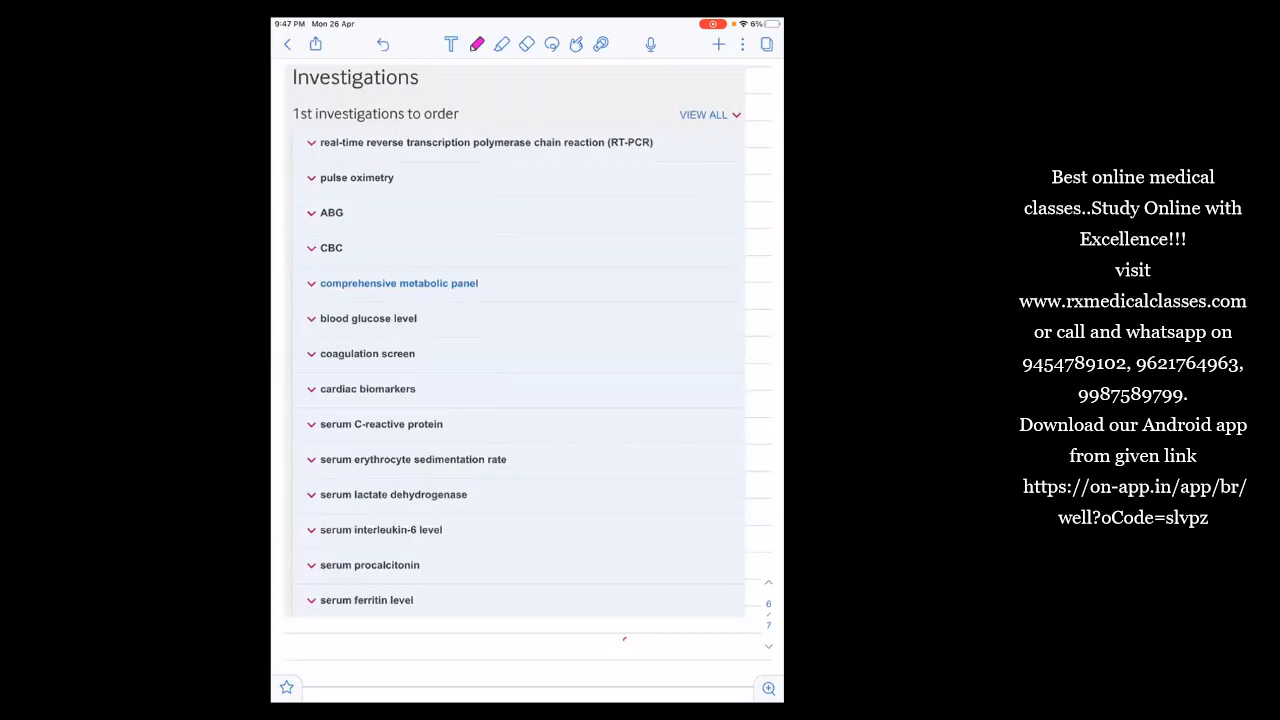 9:47 PM Mon 26 Apr
6%
Investigations
1st investigations to order
VIEW ALL
real-time reverse transcription polymerase chain reaction (RT-PCR)
pulse oximetry
ABG
CBC
comprehensive metabolic panel
blood glucose level
coagulation screen
cardiac biomarkers
serum C-reactive protein
serum erythrocyte sedimentation rate
serum lactate dehydrogenase
serum interleukin-6 level
serum procalcitonin
serum ferritin level
6
/
7
Best online medical
classes..Study Online with
Excellence!!!
visit
www.rxmedicalclasses.com
or call and whatsapp on
9454789102, 9621764963,
9987589799.
Download our Android app
from given link
https://on-app.in/app/br/
well?oCode=slvpz